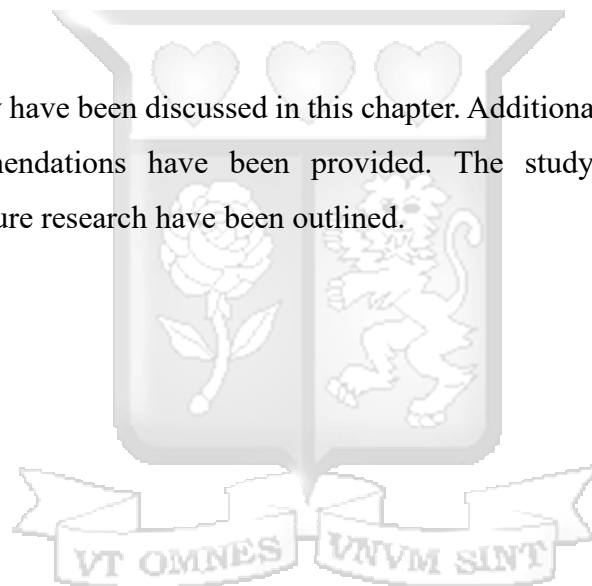 have been discussed in this chapter. Additiona
endations have been provided. The study
ure research have been outlined.
VT OMNES VNVM SINT